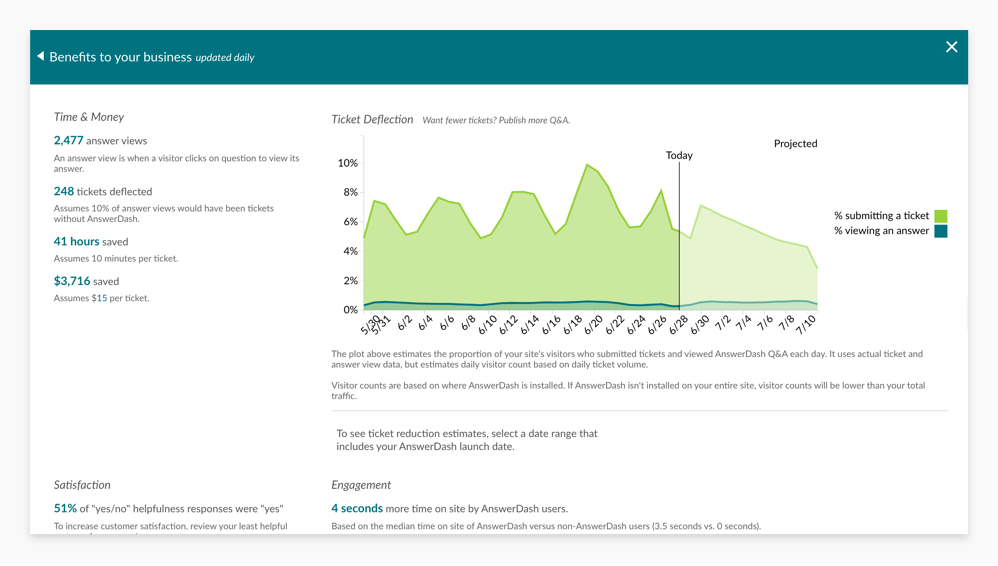 Benefits to your business updated daily
Time & Money
2,477 answer views
An answer view is when a visitor clicks on question to view its
answer.
248 tickets deflected
Assumes 10% of answer views would have been tickets
without AnswerDash.
41 hours saved
Assumes 10 minutes per ticket.
$3,716 saved
Assumes $15 per ticket.
Ticket Deflection Want fewer tickets? Publish more Q&A.
Projected
Today
10%
8%
6%
4%
2%
0%
5/30 5/31 6/2 6/4 6/6 6/8 6/10 6/12 6/14 6/16 6/18 6/20 6/22 6/24 6/26 6/28 6/30 7/2 7/4 7/6 7/8 7/10
% submitting a ticket
% viewing an answer
The plot above estimates the proportion of your site's visitors who submitted tickets and viewed AnswerDash Q&A each day. It uses actual ticket and
answer view data, but estimates daily visitor count based on daily ticket volume.
Visitor counts are based on where AnswerDash is installed. If AnswerDash isn't installed on your entire site, visitor counts will be lower than your total
traffic.
To see ticket reduction estimates, select a date range that
includes your AnswerDash launch date.
Satisfaction
51% of "yes/no" helpfulness responses were "yes"
To increase customer satisfaction, review your least helpful
Engagement
4 seconds more time on site by AnswerDash users.
Based on the median time on site of AnswerDash versus non-AnswerDash users (3.5 seconds vs. 0 seconds).